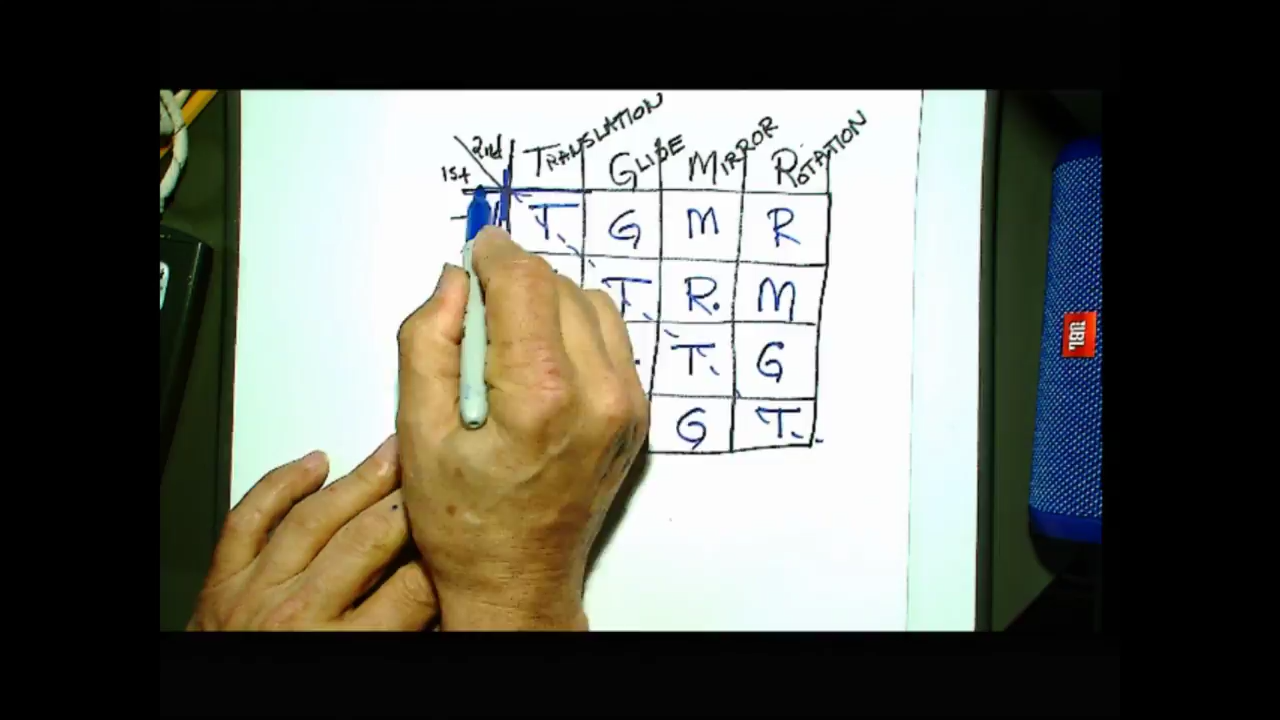 1st 2nd TRANSLATION GLIDE MIRROR ROTATION
T G M R
T R M
T G
G T
JBL